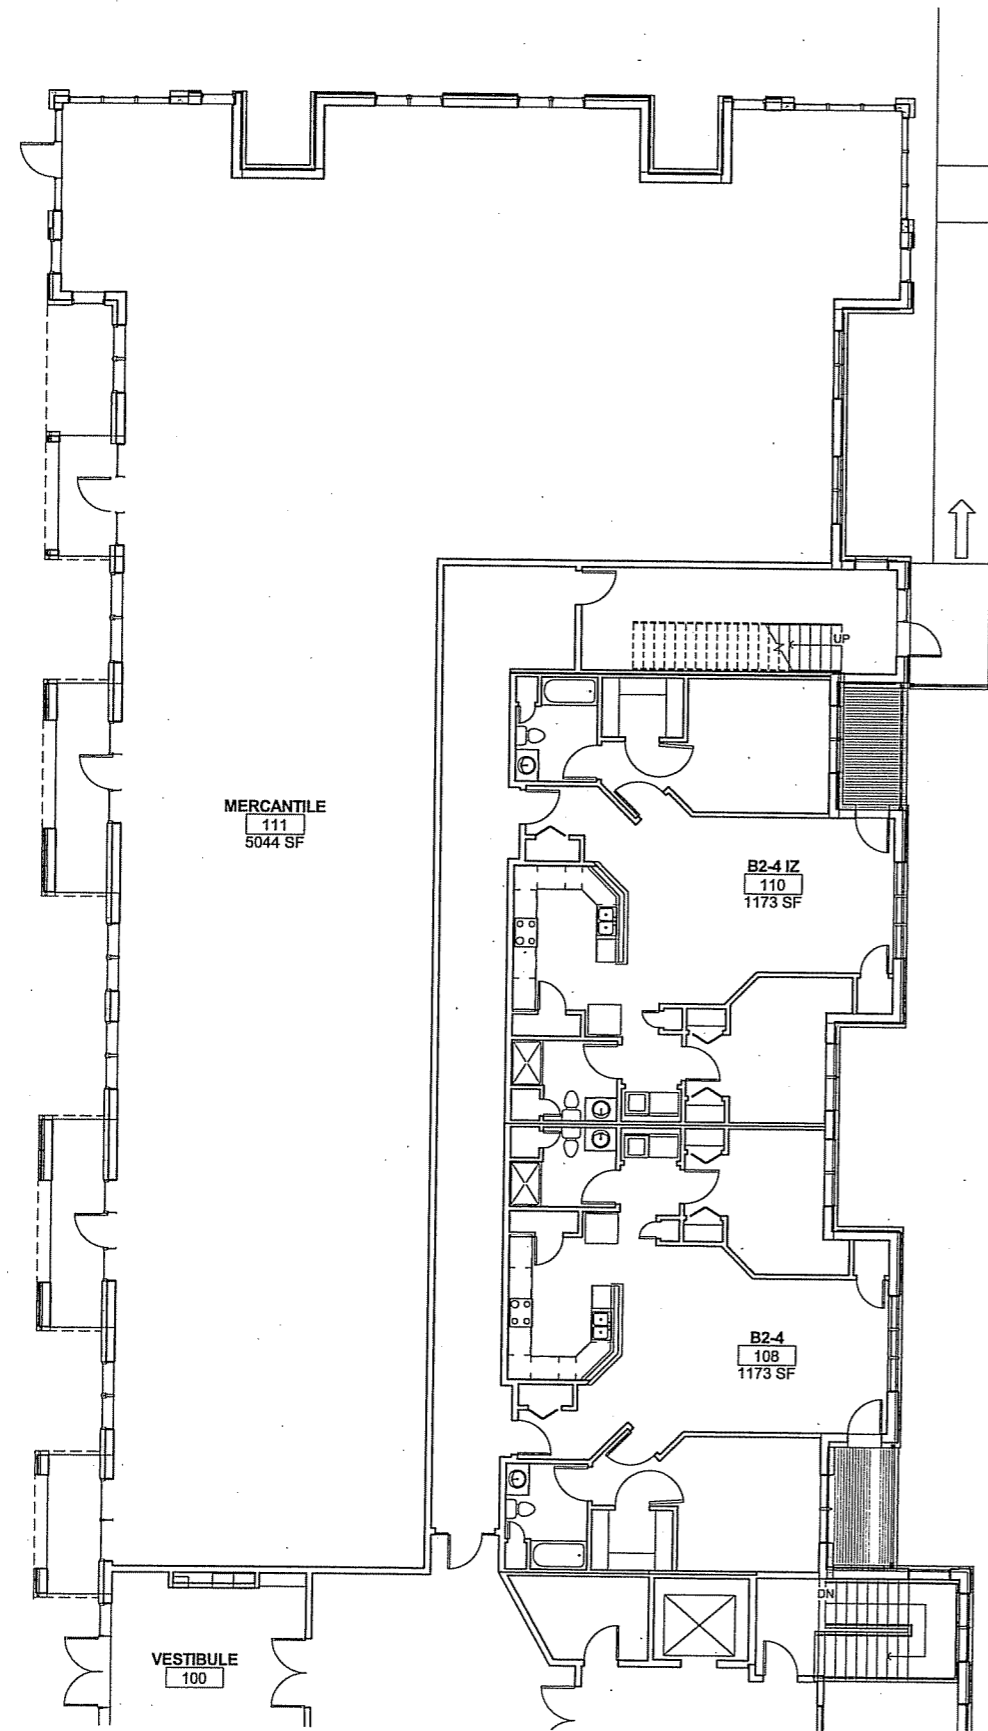 UP
MERCANTILE
111
5044 SF
B2-4 IZ
110
1173 SF
B2-4
108
1173 SF
DN
VESTIBULE
100